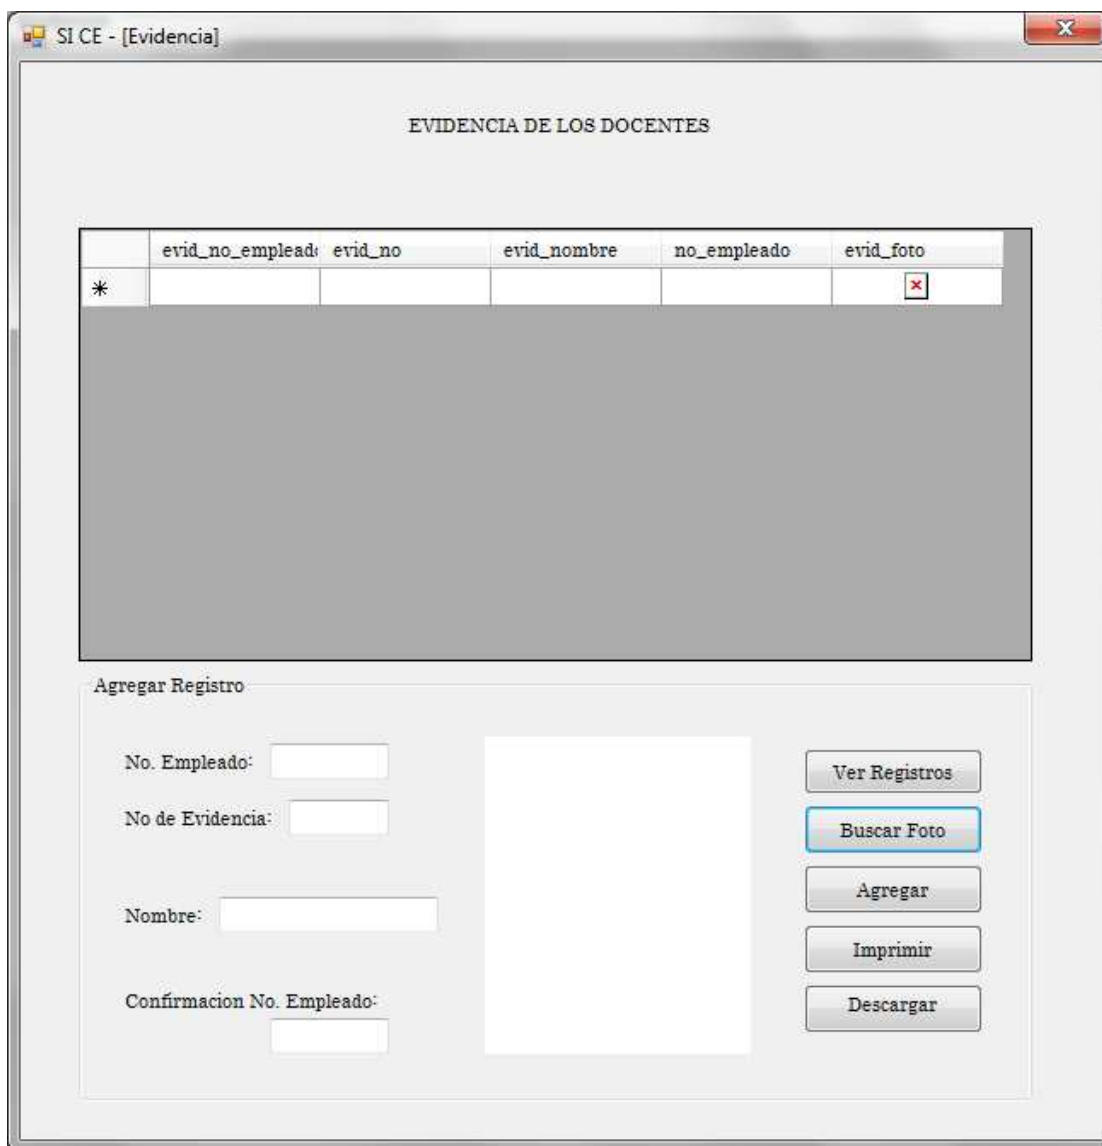 SI CE - [Evidencia]
EVIDENCIA DE LOS DOCENTES
evid_no_empleado evid_no evid_nombre no_empleado evid_foto
Agregar Registro
No. Empleado:
No de Evidencia:
Nombre:
Confirmacion No. Empleado:
Ver Registros
Buscar Foto
Agregar
Imprimir
Descargar